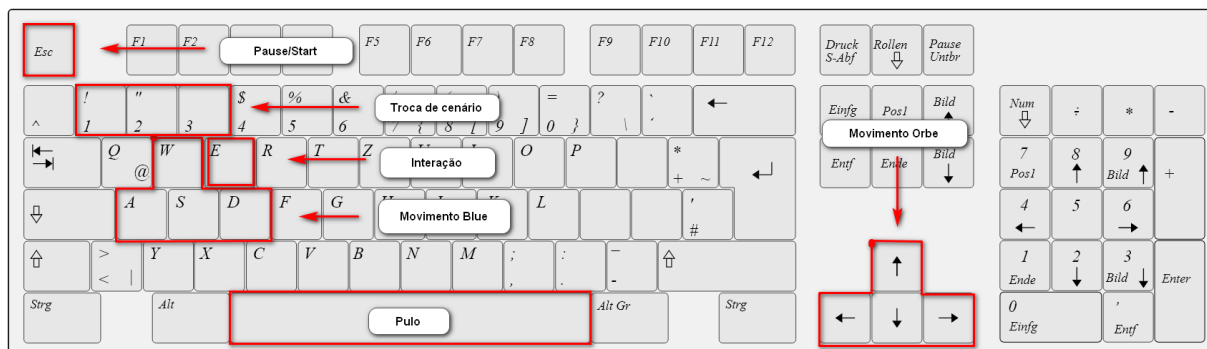 Esc F1 F2 Pause/Start F5 F6 F7 F8 F9 F10 F11 F12 Druck S-Abf Rollen Pause Untbr
! " $ % & Troca de cenário = ? `
^ 1 2 3 4 5 6 7 { 8 [ 9 ] 0 } \ ´
Einfg Pos1 Bild
Num ÷ * -
Q @ W E R T Z Interação O P * + ~
Movimento Orbe
Entf Ende Bild
7 Pos1 8 9 Bild +
A S D F G Movimento Blue L ' #
4 5 6
> < | Y X C V B N M ; , : . – -
1 Ende 2 3 Bild Enter
Strg Alt Pulo Alt Gr Strg
0 Einfg , Entf